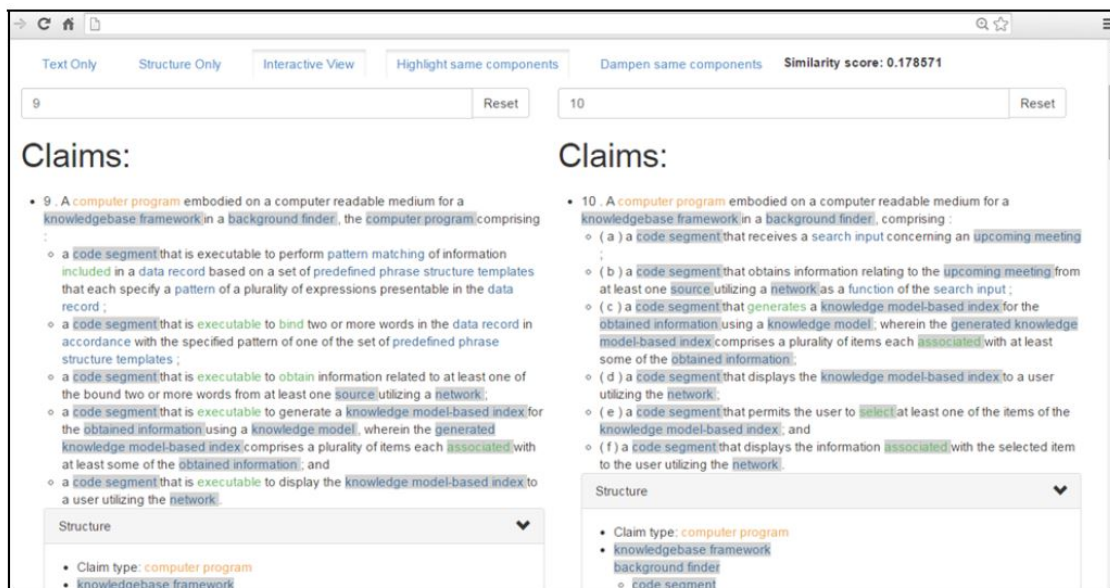 Text Only Structure Only Interactive View Highlight same components Dampen same components Similarity score: 0.178571
9 Reset
Claims:
9 . A computer program embodied on a computer readable medium for a
knowledgebase framework in a background finder , the computer program comprising
:
a code segment that is executable to perform pattern matching of information
included in a data record based on a set of predefined phrase structure templates
that each specify a pattern of a plurality of expressions presentable in the data
record ;
a code segment that is executable to bind two or more words in the data record in
accordance with the specified pattern of one of the set of predefined phrase
structure templates ;
a code segment that is executable to obtain information related to at least one of
the bound two or more words from at least one source utilizing a network ;
a code segment that is executable to generate a knowledge model-based index for
the obtained information using a knowledge model , wherein the generated
knowledge model-based index comprises a plurality of items each associated with
at least some of the obtained information ; and
a code segment that is executable to display the knowledge model-based index to
a user utilizing the network .
Structure
Claim type: computer program
knowledgebase framework
10 Reset
Claims:
10 . A computer program embodied on a computer readable medium for a
knowledgebase framework in a background finder , comprising :
( a ) a code segment that receives a search input concerning an upcoming meeting
;
( b ) a code segment that obtains information relating to the upcoming meeting from
at least one source utilizing a network as a function of the search input ;
( c ) a code segment that generates a knowledge model-based index for the
obtained information using a knowledge model ; wherein the generated knowledge
model-based index comprises a plurality of items each associated with at least
some of the obtained information ;
( d ) a code segment that displays the knowledge model-based index to a user
utilizing the network ;
( e ) a code segment that permits the user to select at least one of the items of the
knowledge model-based index ; and
( f ) a code segment that displays the information associated with the selected item
to the user utilizing the network .
Structure
Claim type: computer program
knowledgebase framework
background finder
code segment